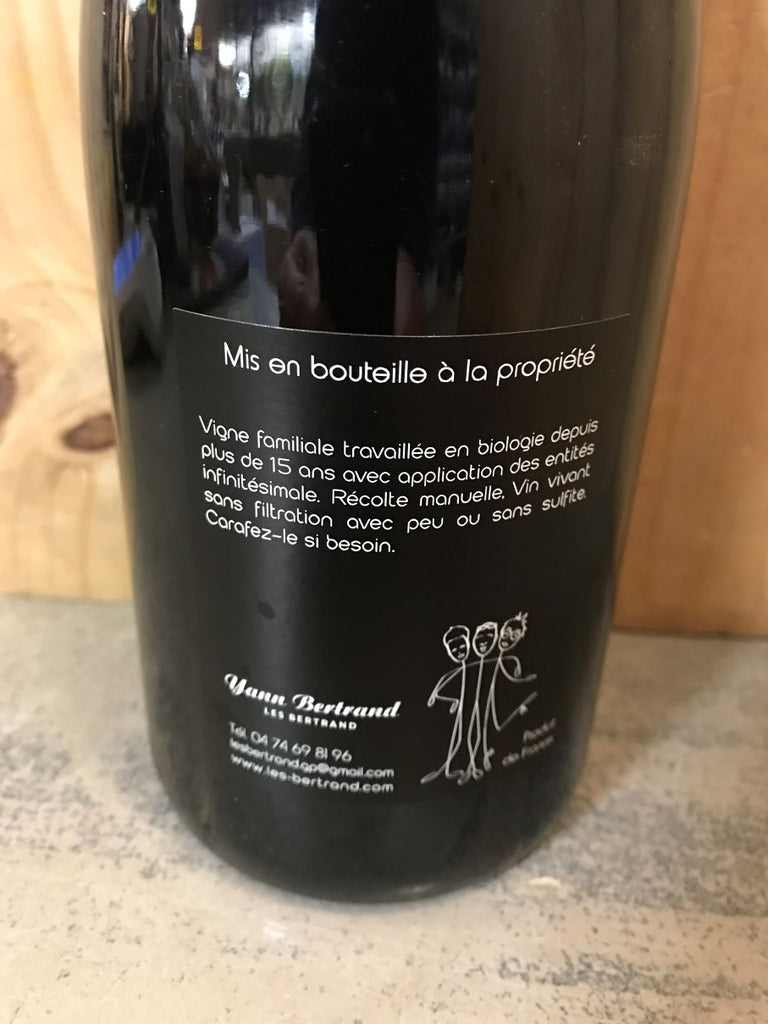 Mis en bouteille à la propriété
Vigne familiale travaillée en biologie depuis
plus de 15 ans avec application des entités
infinitésimale. Récolte manuelle. Vin vivant
sans filtration avec peu ou sans sulfite.
Carafez-le si besoin.
Yann Bertrand
LES BERTRAND
Tel. 04 74 69 81 96
lesbertrand.gp@gmail.com
www.les-bertrand.com
Produit
de France